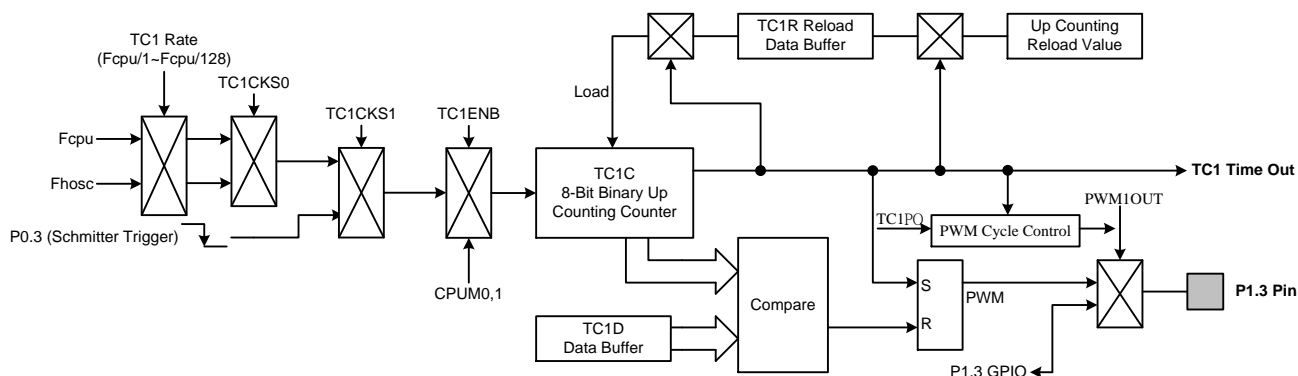 TC1 Rate
(Fcpu/1~Fcpu/128)
TC1CKS0
TC1CKS1
TC1ENB
Fcpu
Fhosc
P0.3 (Schmitter Trigger)
CPUM0,1
Load
TC1R Reload
Data Buffer
Up Counting
Reload Value
TC1C
8-Bit Binary Up
Counting Counter
TC1 Time Out
TC1PO
PWM Cycle Control
PWM1OUT
TC1D
Data Buffer
Compare
S
R
PWM
P1.3 Pin
P1.3 GPIO